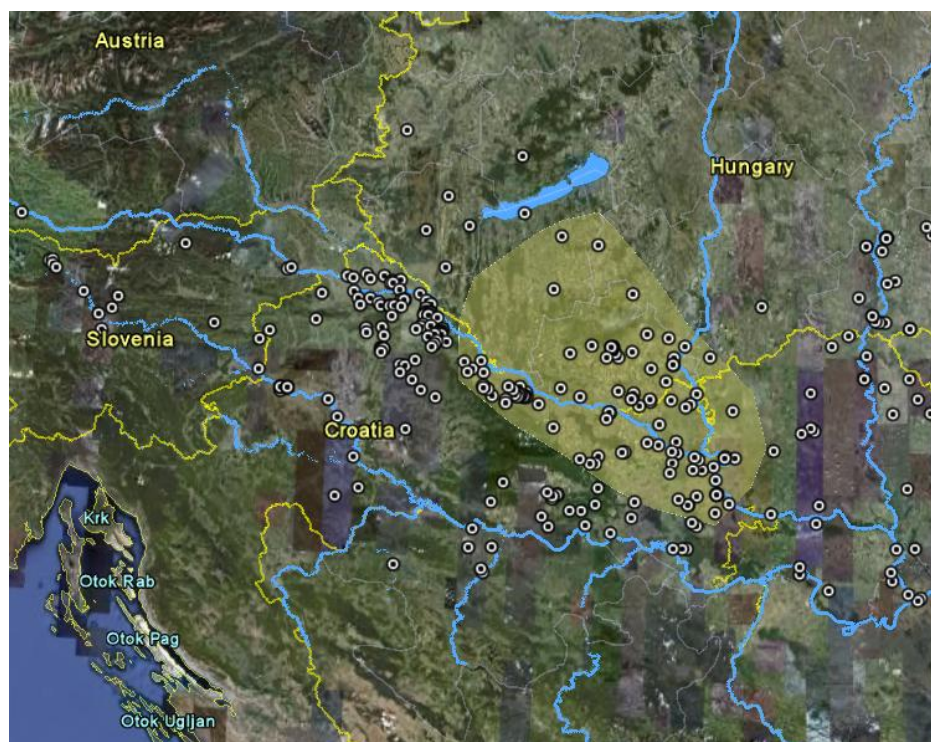 Austria
Hungary
Slovenia
Croatia
Krk
Otok Rab
Otok Pag
Otok Ugljan